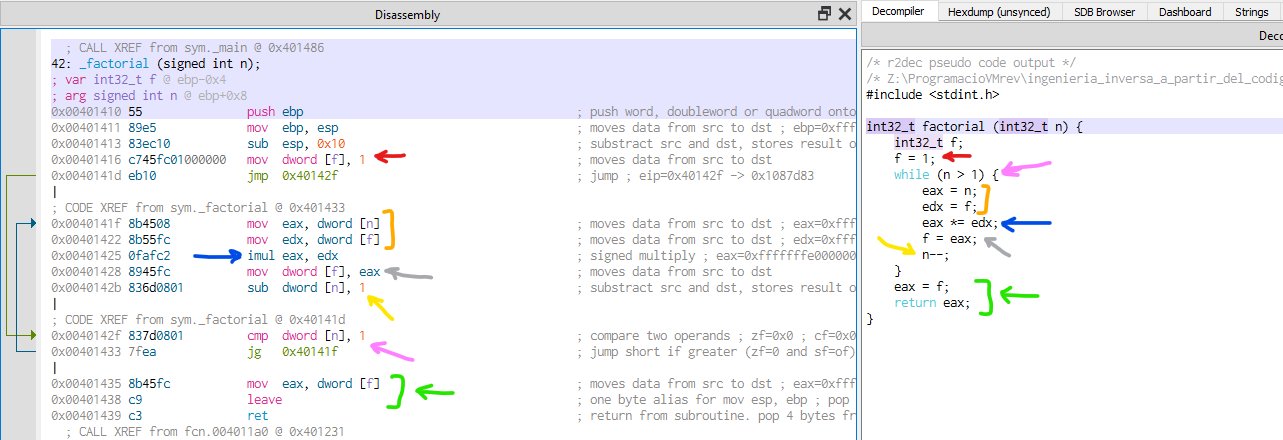 Disassembly
; CALL XREF from sym._main @ 0x401486
42: _factorial (signed int n);
; var int32_t f @ ebp-0x4
; arg signed int n @ ebp+0x8
0x00401410 55 push ebp ; push word, doubleword or quadword onto
0x00401411 89e5 mov ebp, esp ; moves data from src to dst ; ebp=0xfff
0x00401413 83ec10 sub esp, 0x10 ; substract src and dst, stores result o
0x00401416 c745fc01000000 mov dword [f], 1 ; moves data from src to dst
0x0040141d eb10 jmp 0x40142f ; jump ; eip=0x40142f -> 0x1087d83
|
; CODE XREF from sym._factorial @ 0x401433
0x0040141f 8b4508 mov eax, dword [n] ; moves data from src to dst ; eax=0xfff
0x00401422 8b55fc mov edx, dword [f] ; moves data from src to dst ; edx=0xfff
0x00401425 0fafc2 imul eax, edx ; signed multiply ; eax=0xfffffffe000000
0x00401428 8945fc mov dword [f], eax ; moves data from src to dst
0x0040142b 836d0801 sub dword [n], 1 ; substract src and dst, stores result o
|
; CODE XREF from sym._factorial @ 0x40141d
0x0040142f 837d0801 cmp dword [n], 1 ; compare two operands ; zf=0x0 ; cf=0x0
0x00401433 7fea jg 0x40141f ; jump short if greater (zf=0 and sf=of)
|
0x00401435 8b45fc mov eax, dword [f] ; moves data from src to dst ; eax=0xfff
0x00401438 c9 leave ; one byte alias for mov esp, ebp ; pop
0x00401439 c3 ret ; return from subroutine. pop 4 bytes fr
; CALL XREF from fcn.004011a0 @ 0x401231
Decompiler Hexdump (unsynced) SDB Browser Dashboard Strings
Deco
/* r2dec pseudo code output */
/* Z:\ProgramacioVMrev\ingenieria_inversa_a_partir_del_codig
#include <stdint.h>
int32_t factorial (int32_t n) {
int32_t f;
f = 1;
while (n > 1) {
eax = n;
edx = f;
eax *= edx;
f = eax;
n--;
}
eax = f;
return eax;
}